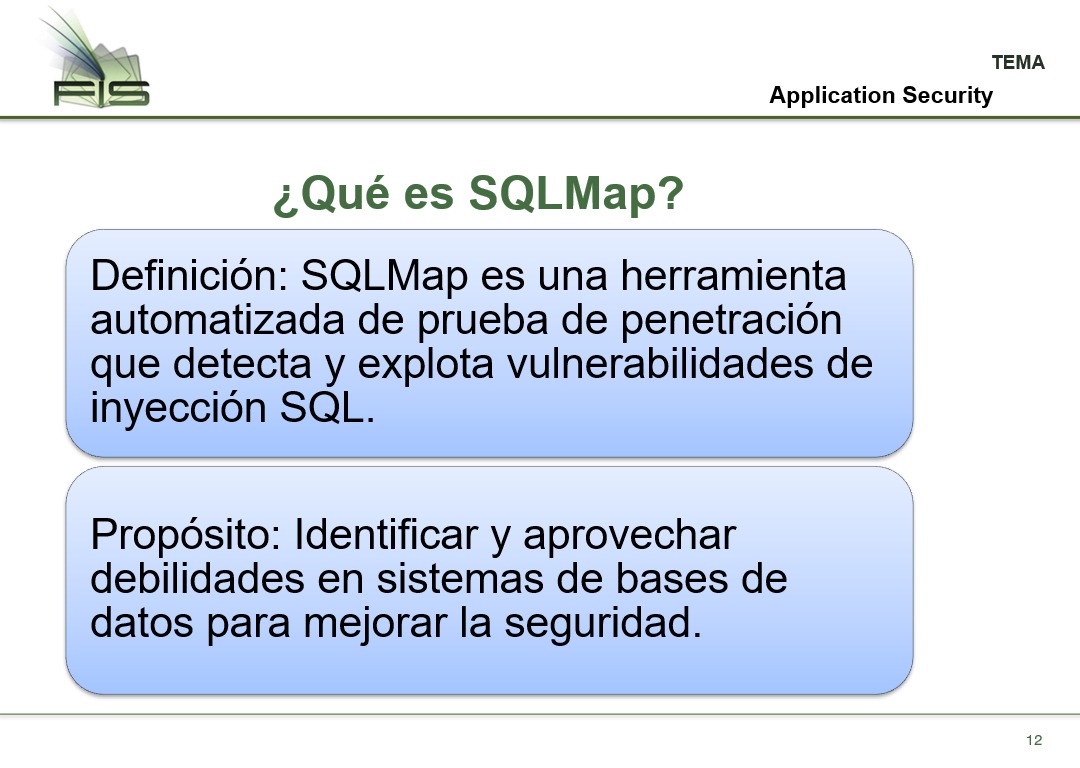 FIS
TEMA
Application Security
¿Qué es SQLMap?
Definición: SQLMap es una herramienta
automatizada de prueba de penetración
que detecta y explota vulnerabilidades de
inyección SQL.
Propósito: Identificar y aprovechar
debilidades en sistemas de bases de
datos para mejorar la seguridad.
12